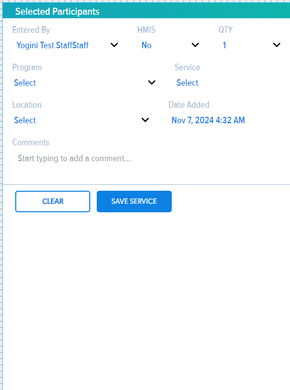 Selected Participants
Entered By HMIS QTY
Yogini Test StaffStaff No 1
Program Service
Select Select
Location Date Added
Select Nov 7, 2024 4:32 AM
Comments
Start typing to add a comment...
CLEAR SAVE SERVICE